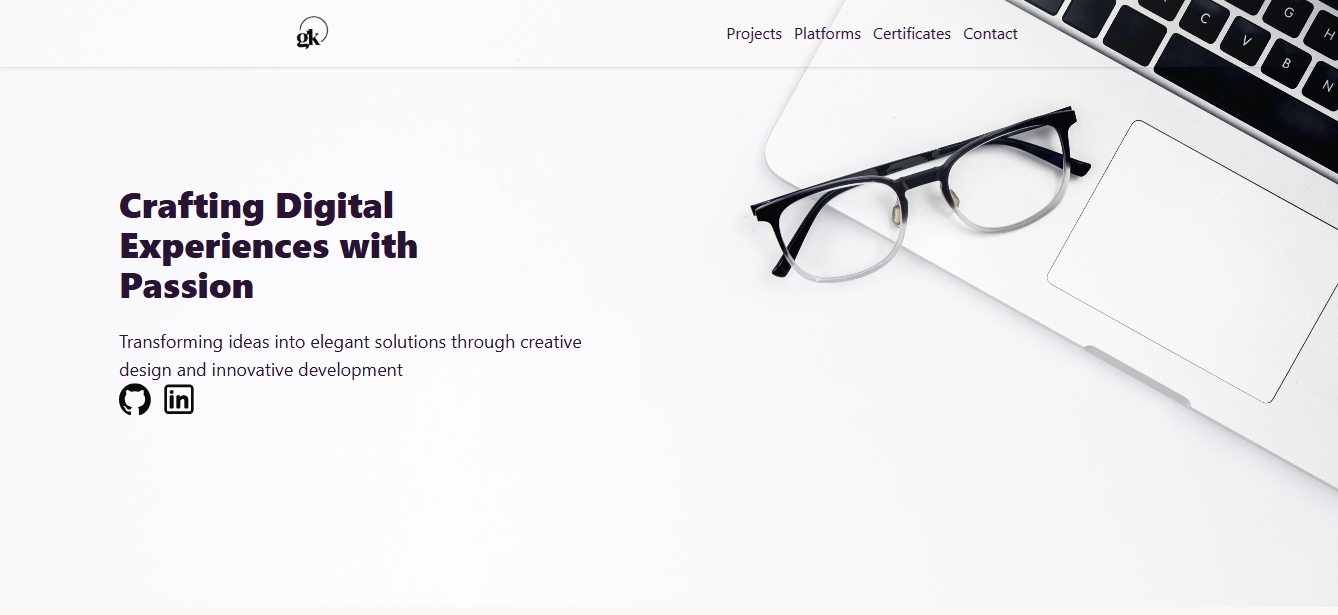 gk
Projects Platforms Certificates Contact
G
H
C
V
B
N
Crafting Digital
Experiences with
Passion
Transforming ideas into elegant solutions through creative
design and innovative development
in